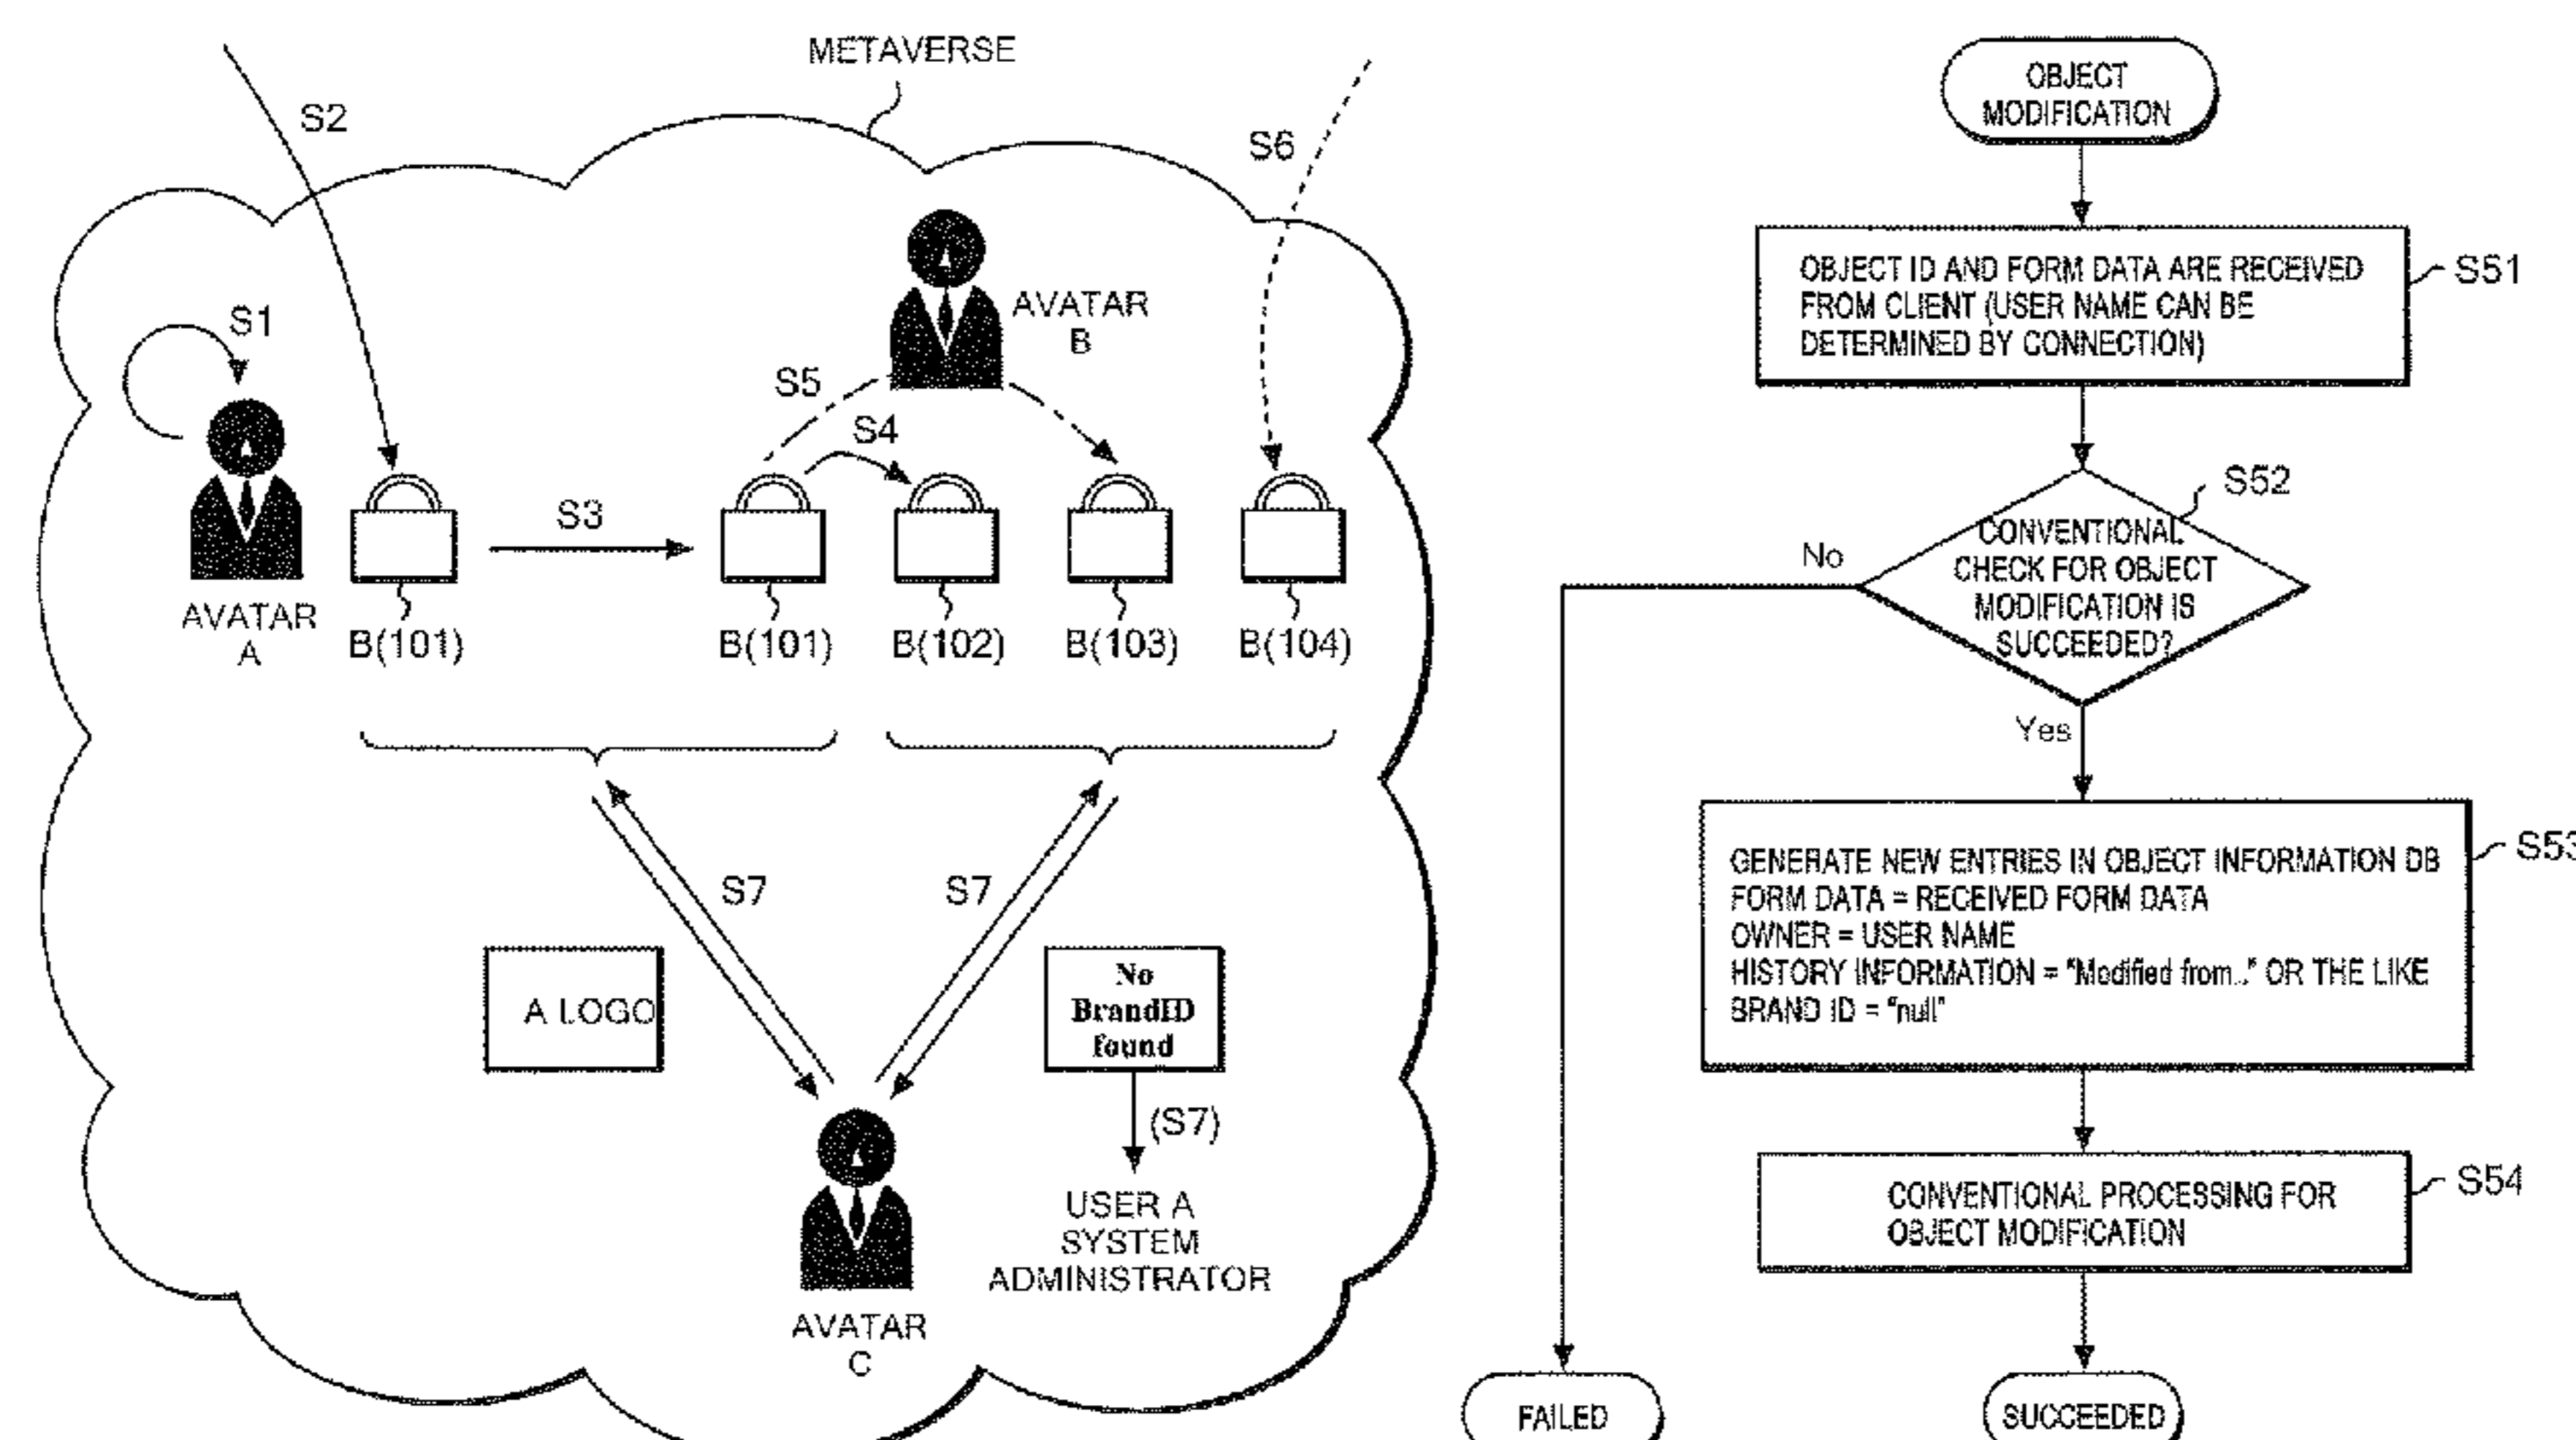 METAVERSE
S2
S6
S1
AVATAR
B
S5
S4
S3
AVATAR
A
B(101)
B(101)
B(102)
B(103)
B(104)
S7
S7
A LOGO
No
BrandID
found
(S7)
USER A
SYSTEM
ADMINISTRATOR
AVATAR
C
OBJECT
MODIFICATION
OBJECT ID AND FORM DATA ARE RECEIVED
FROM CLIENT (USER NAME CAN BE
DETERMINED BY CONNECTION)
S51
S52
CONVENTIONAL
CHECK FOR OBJECT
MODIFICATION IS
SUCCEEDED?
No
Yes
GENERATE NEW ENTRIES IN OBJECT INFORMATION DB
FORM DATA = RECEIVED FORM DATA
OWNER = USER NAME
HISTORY INFORMATION = "Modified from..." OR THE LIKE
BRAND ID = "null"
S53
CONVENTIONAL PROCESSING FOR
OBJECT MODIFICATION
S54
FAILED
SUCCEEDED